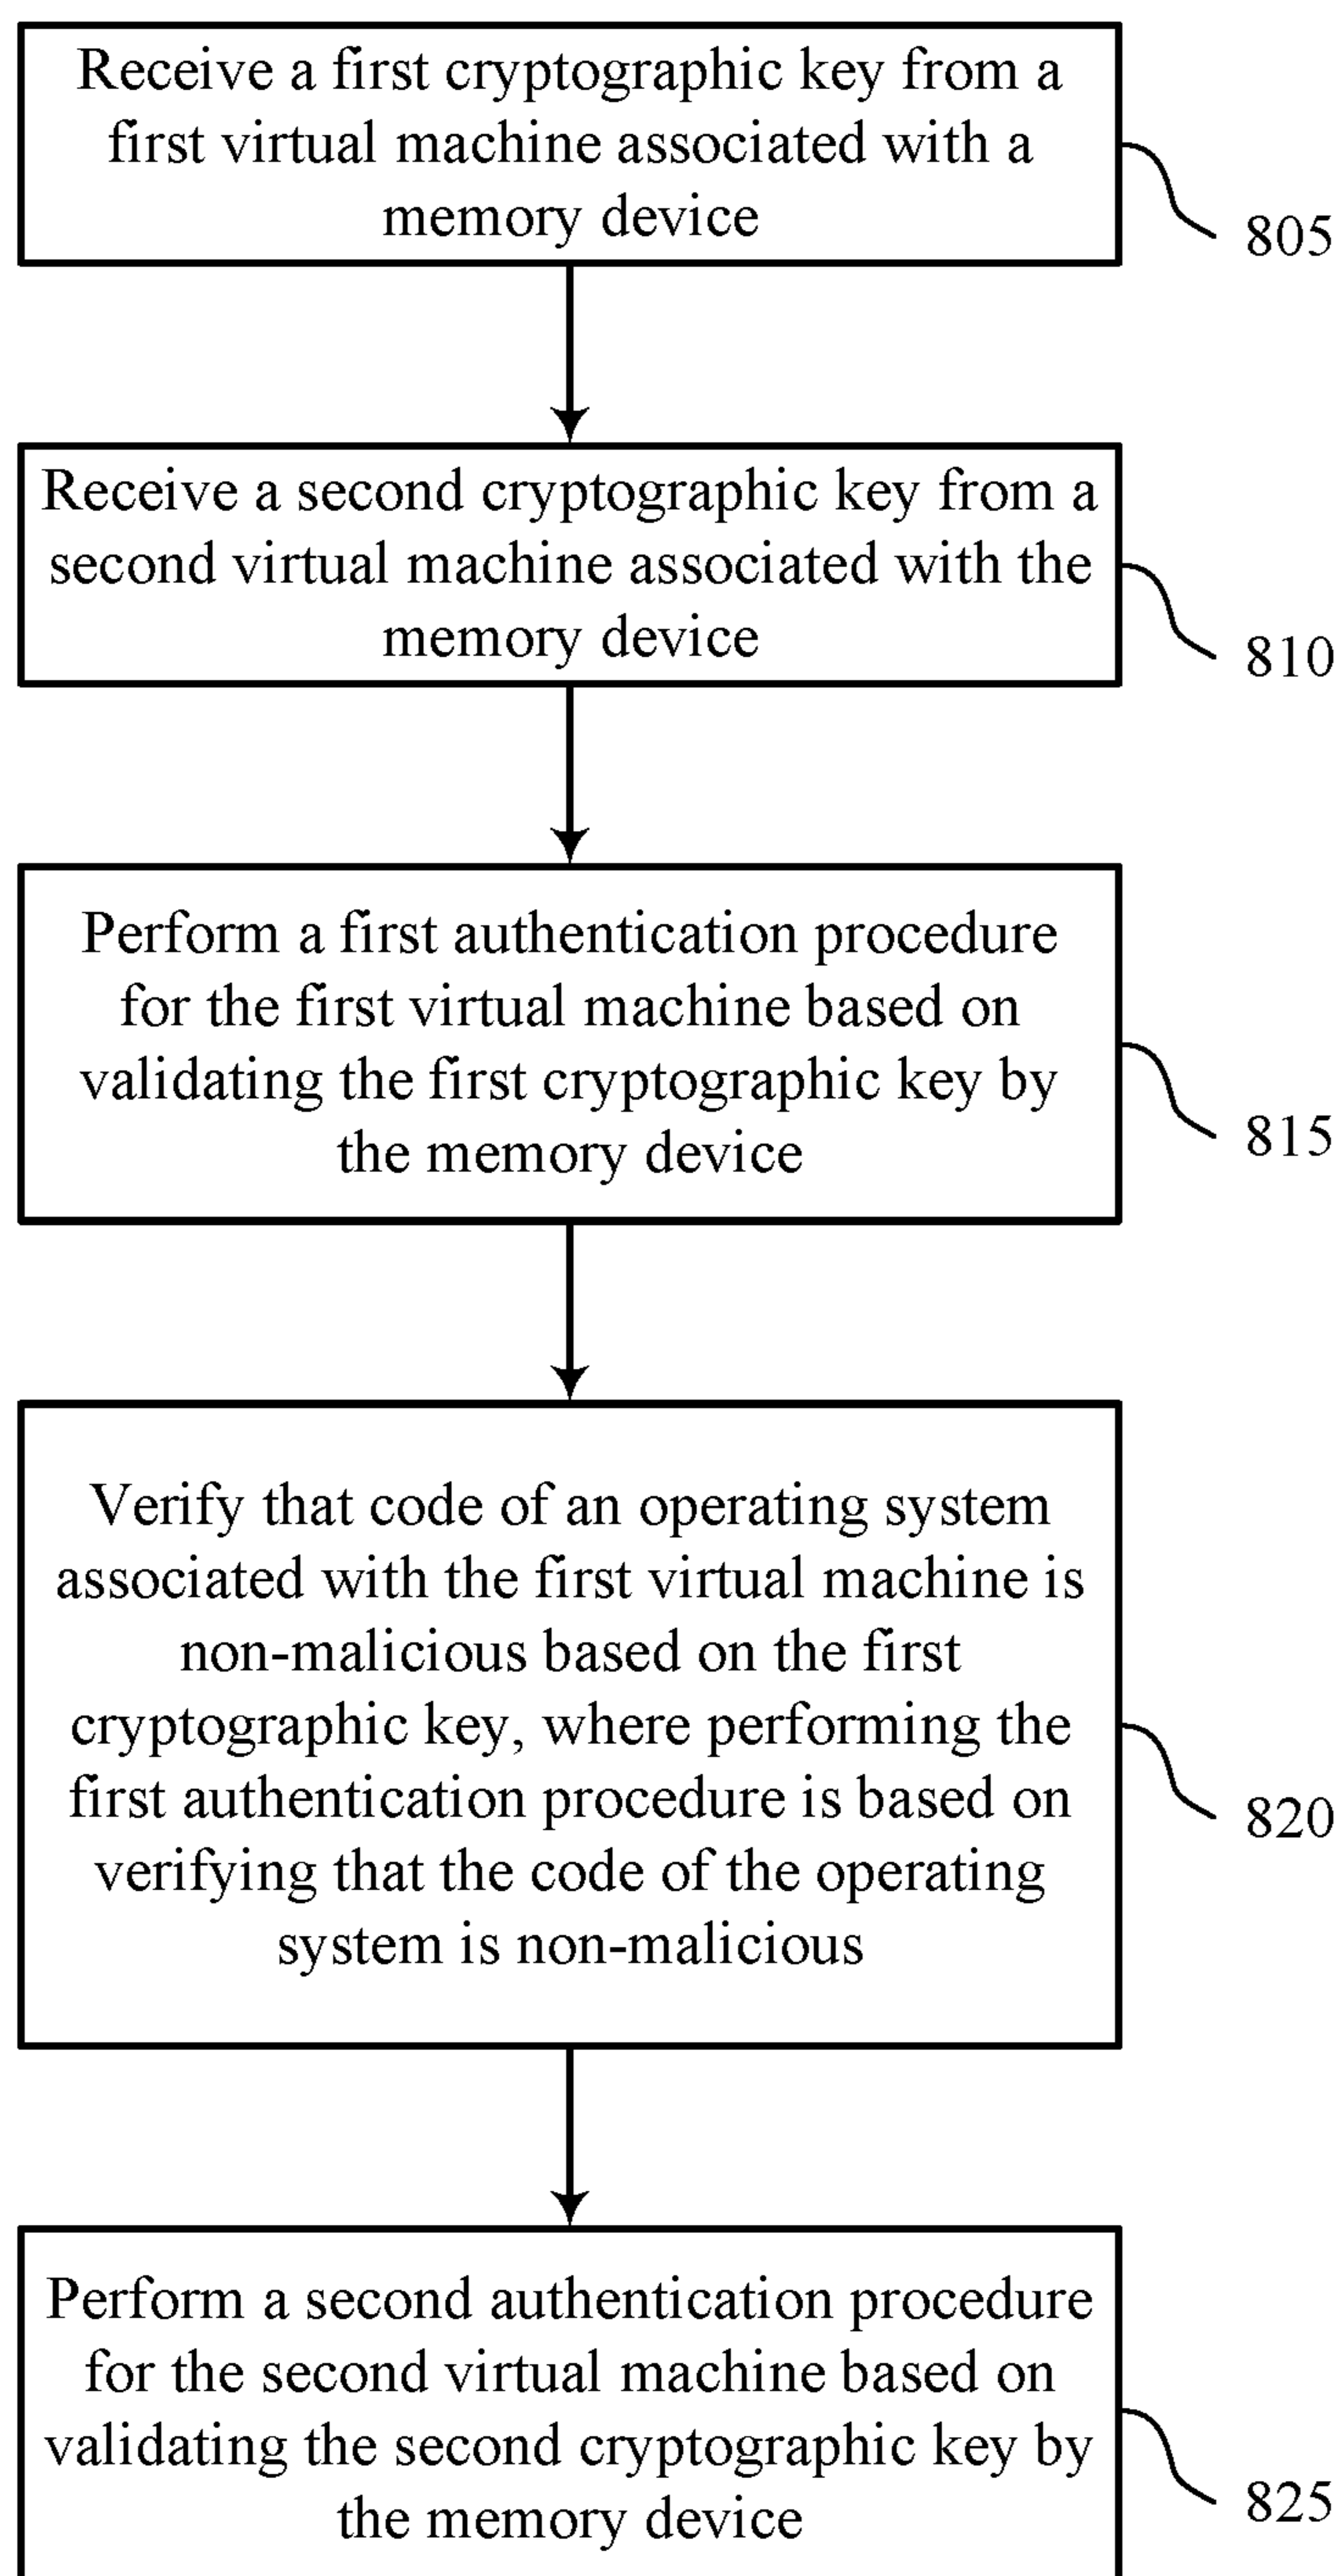 Receive a first cryptographic key from a
first virtual machine associated with a
memory device
805
Receive a second cryptographic key from a
second virtual machine associated with the
memory device
810
Perform a first authentication procedure
for the first virtual machine based on
validating the first cryptographic key by
the memory device
815
Verify that code of an operating system
associated with the first virtual machine is
non-malicious based on the first
cryptographic key, where performing the
first authentication procedure is based on
verifying that the code of the operating
system is non-malicious
820
Perform a second authentication procedure
for the second virtual machine based on
validating the second cryptographic key by
the memory device
825